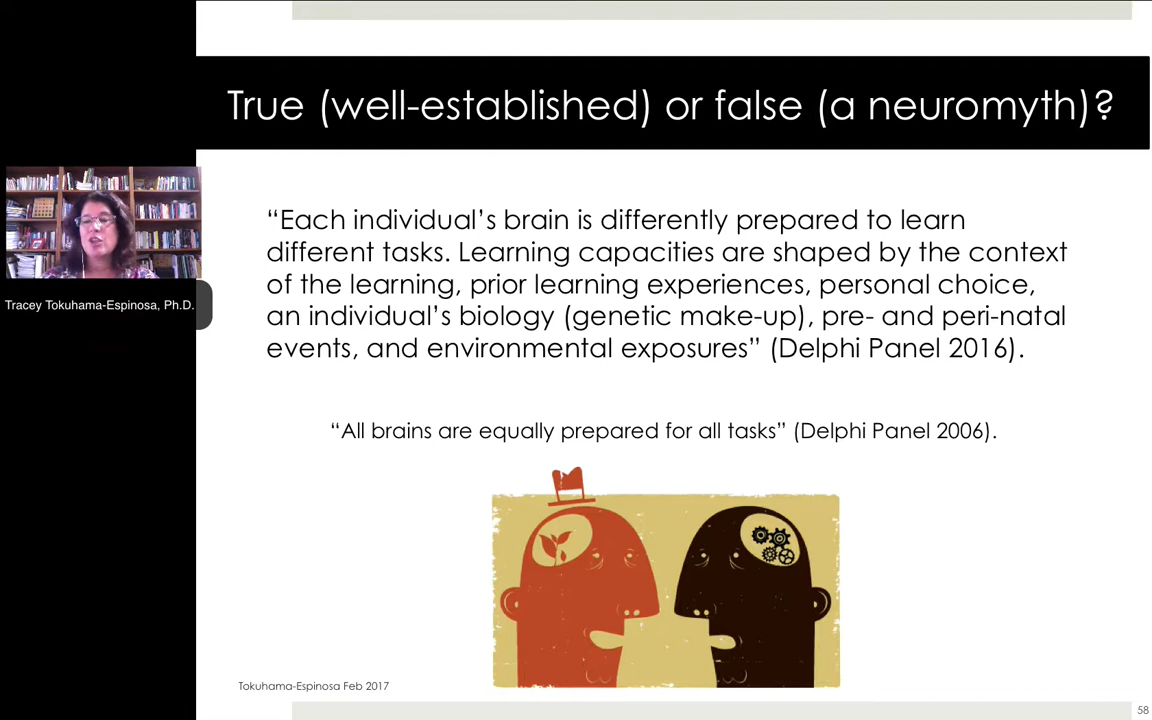 True (well-established) or false (a neuromyth)?
Tracey Tokuhama-Espinosa, Ph.D.
“Each individual’s brain is differently prepared to learn
different tasks. Learning capacities are shaped by the context
of the learning, prior learning experiences, personal choice,
an individual’s biology (genetic make-up), pre- and peri-natal
events, and environmental exposures” (Delphi Panel 2016).
“All brains are equally prepared for all tasks” (Delphi Panel 2006).
Tokuhama-Espinosa Feb 2017
58